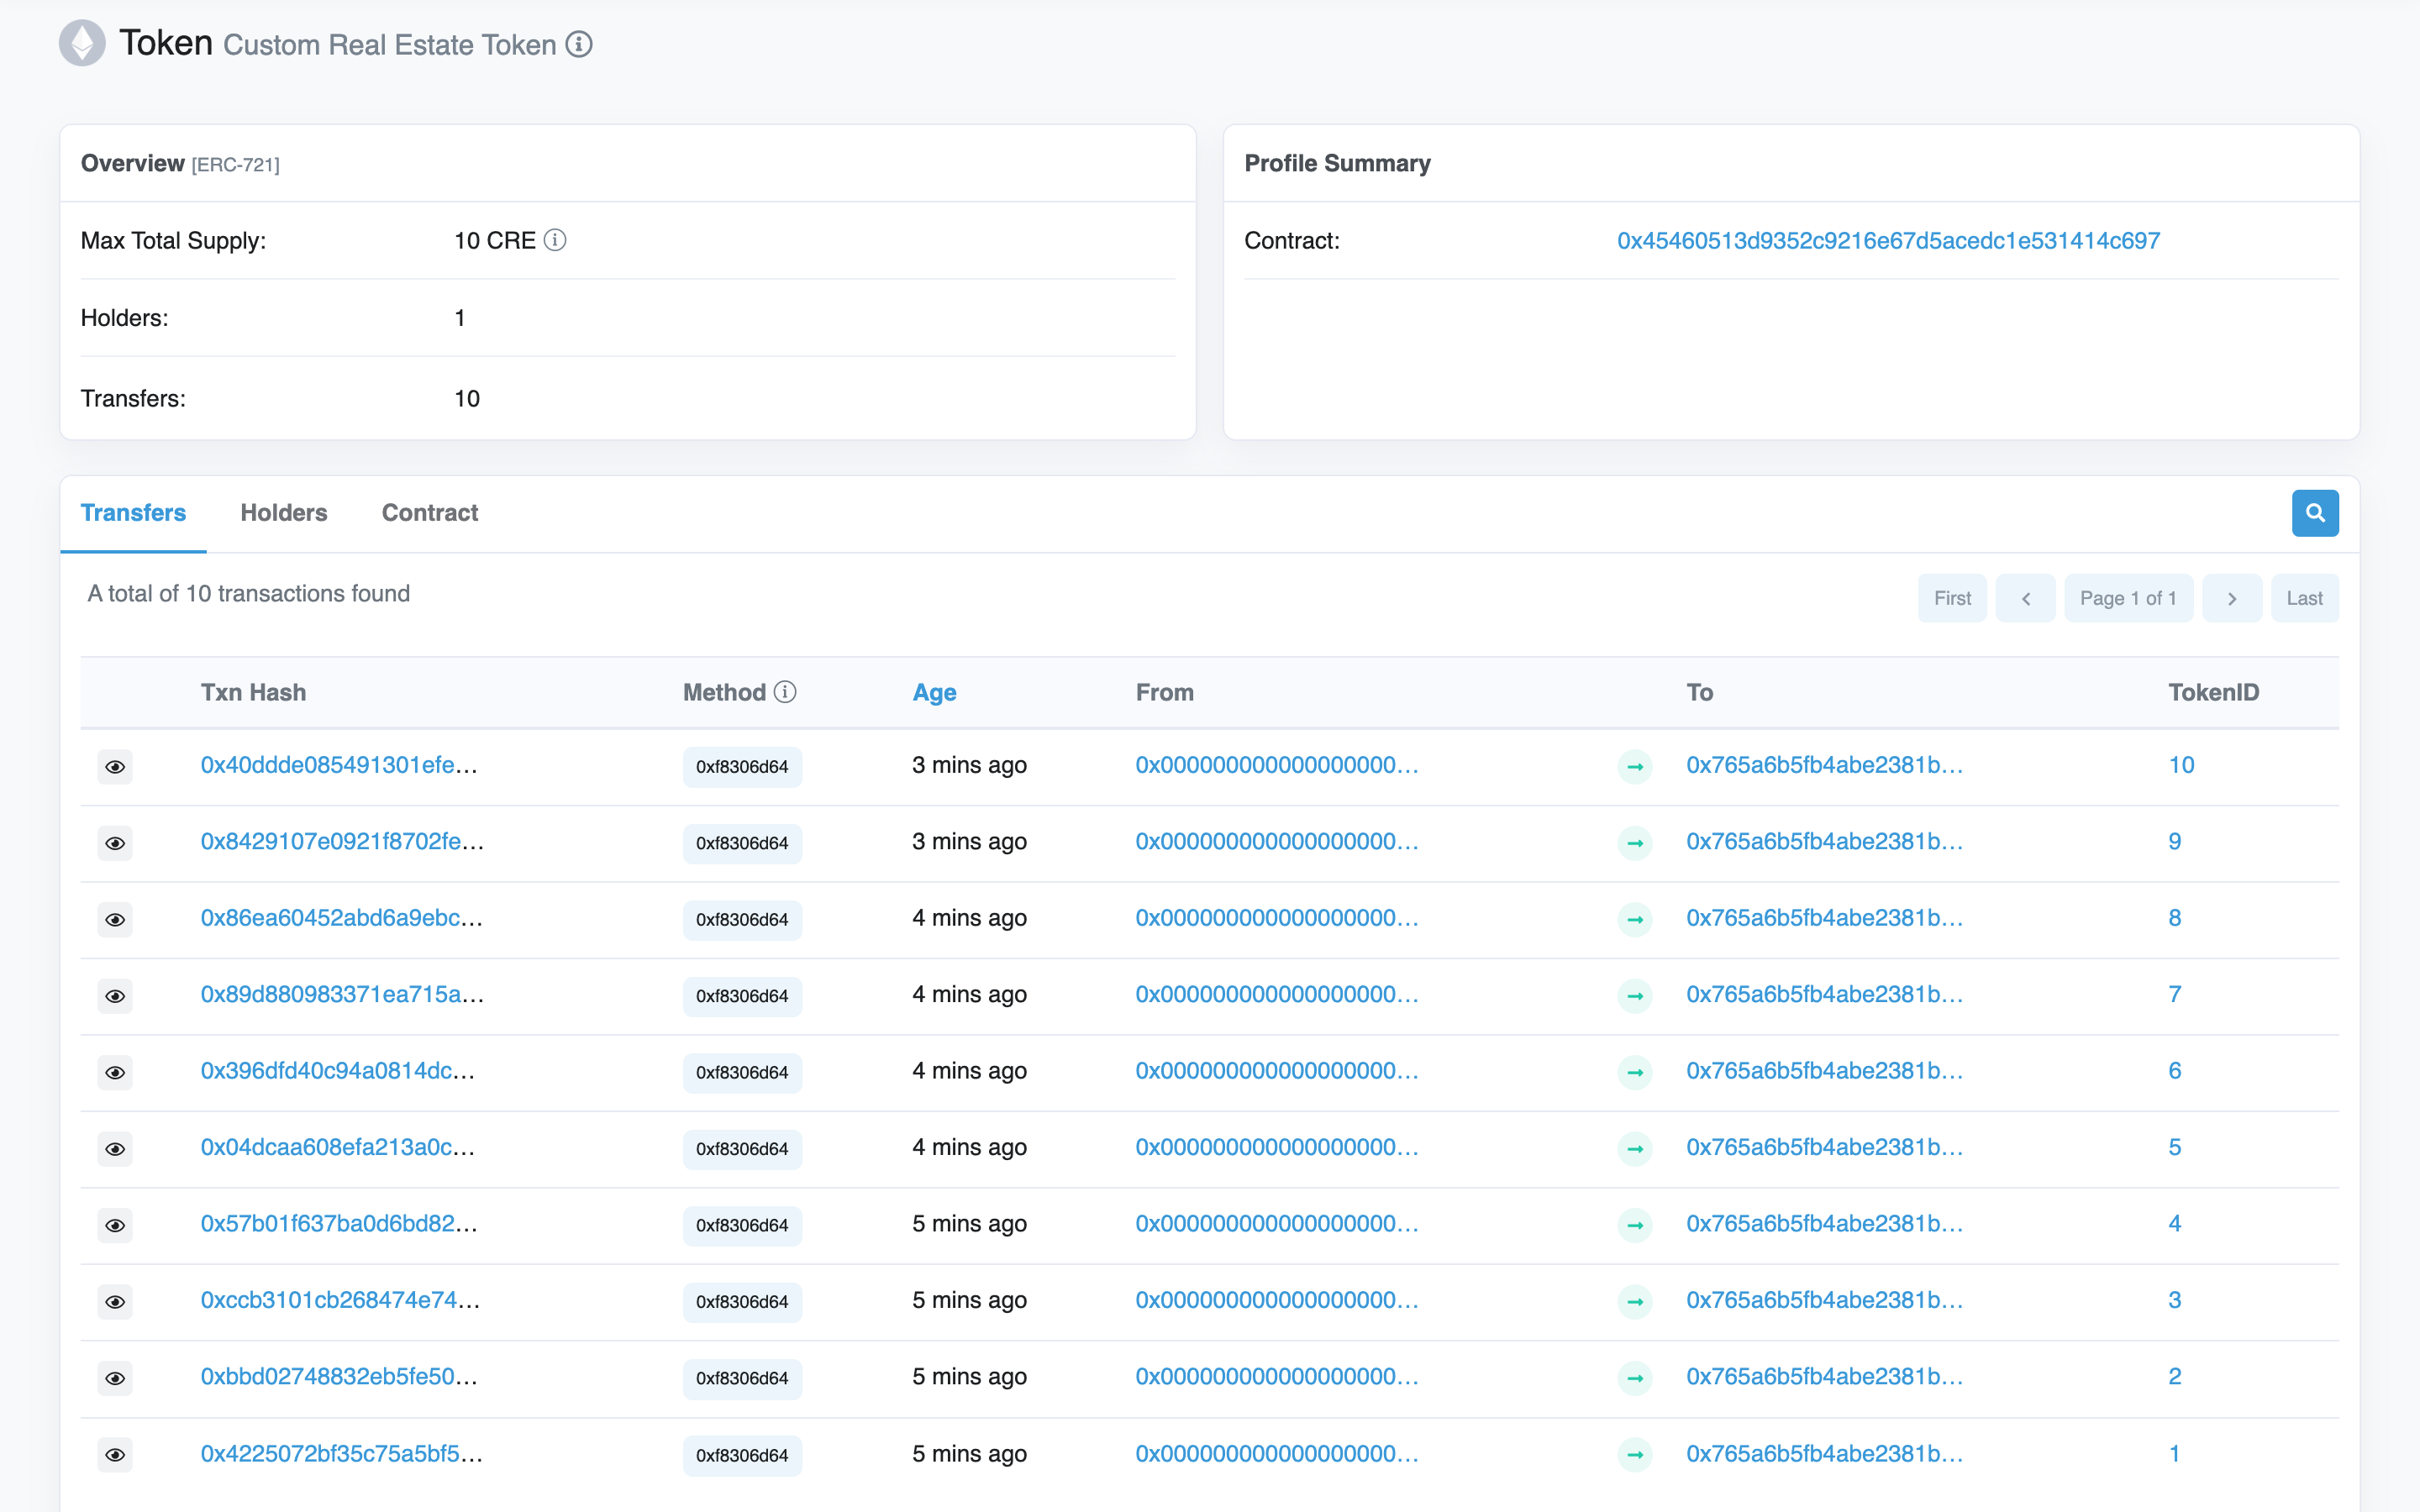 Token Custom Real Estate Token
Overview [ERC-721]
Max Total Supply: 10 CRE
Holders: 1
Transfers: 10
Profile Summary
Contract: 0x45460513d9352c9216e67d5acedc1e531414c697
Transfers Holders Contract
A total of 10 transactions found
First Page 1 of 1 Last
Txn Hash Method Age From To TokenID
0x40ddde085491301efe... 0xf8306d64 3 mins ago 0x000000000000000000... 0x765a6b5fb4abe2381b... 10
0x8429107e0921f8702fe... 0xf8306d64 3 mins ago 0x000000000000000000... 0x765a6b5fb4abe2381b... 9
0x86ea60452abd6a9ebc... 0xf8306d64 4 mins ago 0x000000000000000000... 0x765a6b5fb4abe2381b... 8
0x89d880983371ea715a... 0xf8306d64 4 mins ago 0x000000000000000000... 0x765a6b5fb4abe2381b... 7
0x396dfd40c94a0814dc... 0xf8306d64 4 mins ago 0x000000000000000000... 0x765a6b5fb4abe2381b... 6
0x04dcaa608efa213a0c... 0xf8306d64 4 mins ago 0x000000000000000000... 0x765a6b5fb4abe2381b... 5
0x57b01f637ba0d6bd82... 0xf8306d64 5 mins ago 0x000000000000000000... 0x765a6b5fb4abe2381b... 4
0xccb3101cb268474e74... 0xf8306d64 5 mins ago 0x000000000000000000... 0x765a6b5fb4abe2381b... 3
0xbbd02748832eb5fe50... 0xf8306d64 5 mins ago 0x000000000000000000... 0x765a6b5fb4abe2381b... 2
0x4225072bf35c75a5bf5... 0xf8306d64 5 mins ago 0x000000000000000000... 0x765a6b5fb4abe2381b... 1